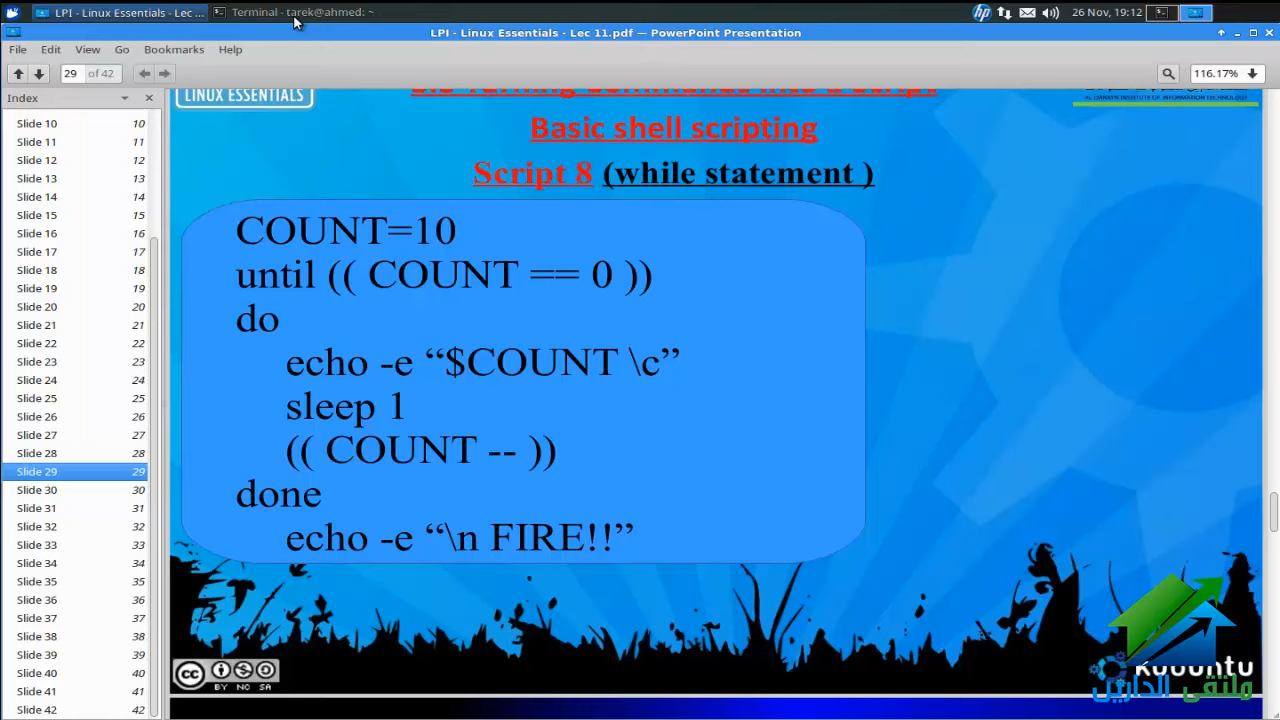 LPI - Linux Essentials - Lec ...
Terminal - tarek@ahmed: ~
hp
26 Nov, 19:12
LPI - Linux Essentials - Lec 11.pdf — PowerPoint Presentation
File Edit View Go Bookmarks Help
29 of 42
116.17%
Index
Slide 10 10
Slide 11 11
Slide 12 12
Slide 13 13
Slide 14 14
Slide 15 15
Slide 16 16
Slide 17 17
Slide 18 18
Slide 19 19
Slide 20 20
Slide 21 21
Slide 22 22
Slide 23 23
Slide 24 24
Slide 25 25
Slide 26 26
Slide 27 27
Slide 28 28
Slide 29 29
Slide 30 30
Slide 31 31
Slide 32 32
Slide 33 33
Slide 34 34
Slide 35 35
Slide 36 36
Slide 37 37
Slide 38 38
Slide 39 39
Slide 40 40
Slide 41 41
Slide 42 42
LINUX ESSENTIALS
Turning Commands into a Script
Basic shell scripting
Script 8 (while statement )
COUNT=10
until (( COUNT == 0 ))
do
echo -e “$COUNT \c”
sleep 1
(( COUNT -- ))
done
echo -e “\n FIRE!!”
cc
BY NC SA
kubuntu
ملتقى الدارين